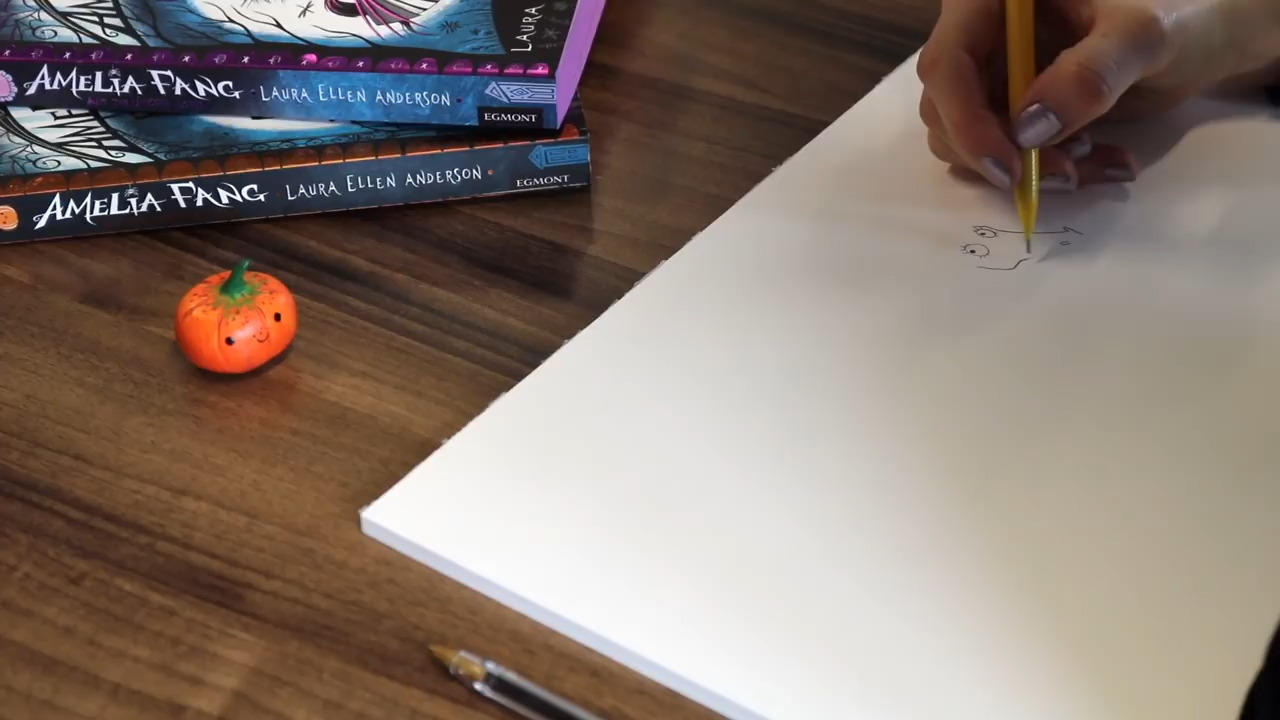 LAURA
AMELIA FANG · LAURA ELLEN ANDERSON ·
EGMONT
AMELIA FANG · LAURA ELLEN ANDERSON ·
EGMONT